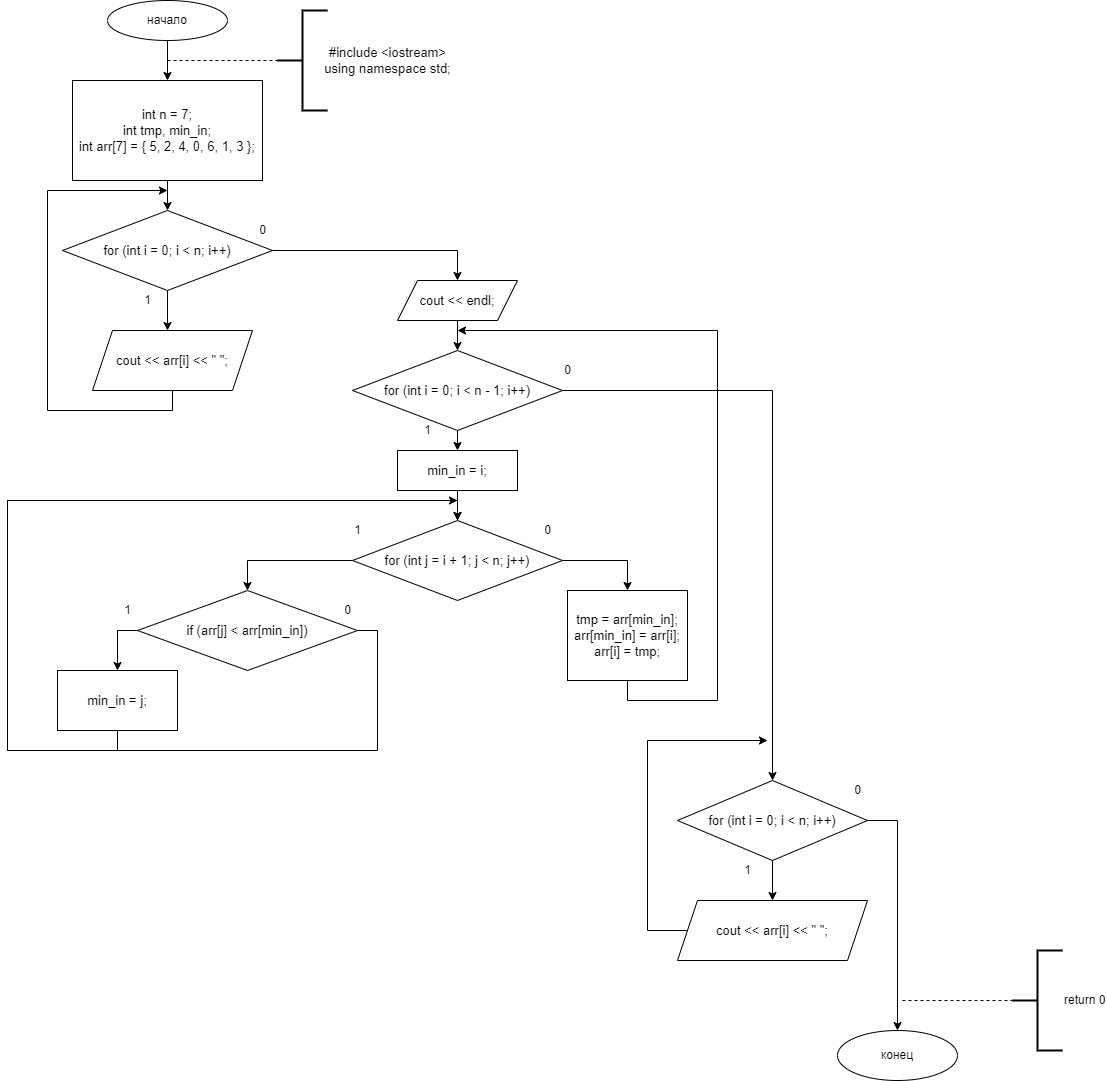 начало
#include <iostream>
using namespace std;
int n = 7;
int tmp, min_in;
int arr[7] = { 5, 2, 4, 0, 6, 1, 3 };
0
for (int i = 0; i < n; i++)
1
cout << arr[i] << " ";
cout << endl;
0
for (int i = 0; i < n - 1; i++)
1
min_in = i;
1
0
for (int j = i + 1; j < n; j++)
1
0
if (arr[j] < arr[min_in])
min_in = j;
tmp = arr[min_in];
arr[min_in] = arr[i];
arr[i] = tmp;
0
for (int i = 0; i < n; i++)
1
cout << arr[i] << " ";
return 0
конец